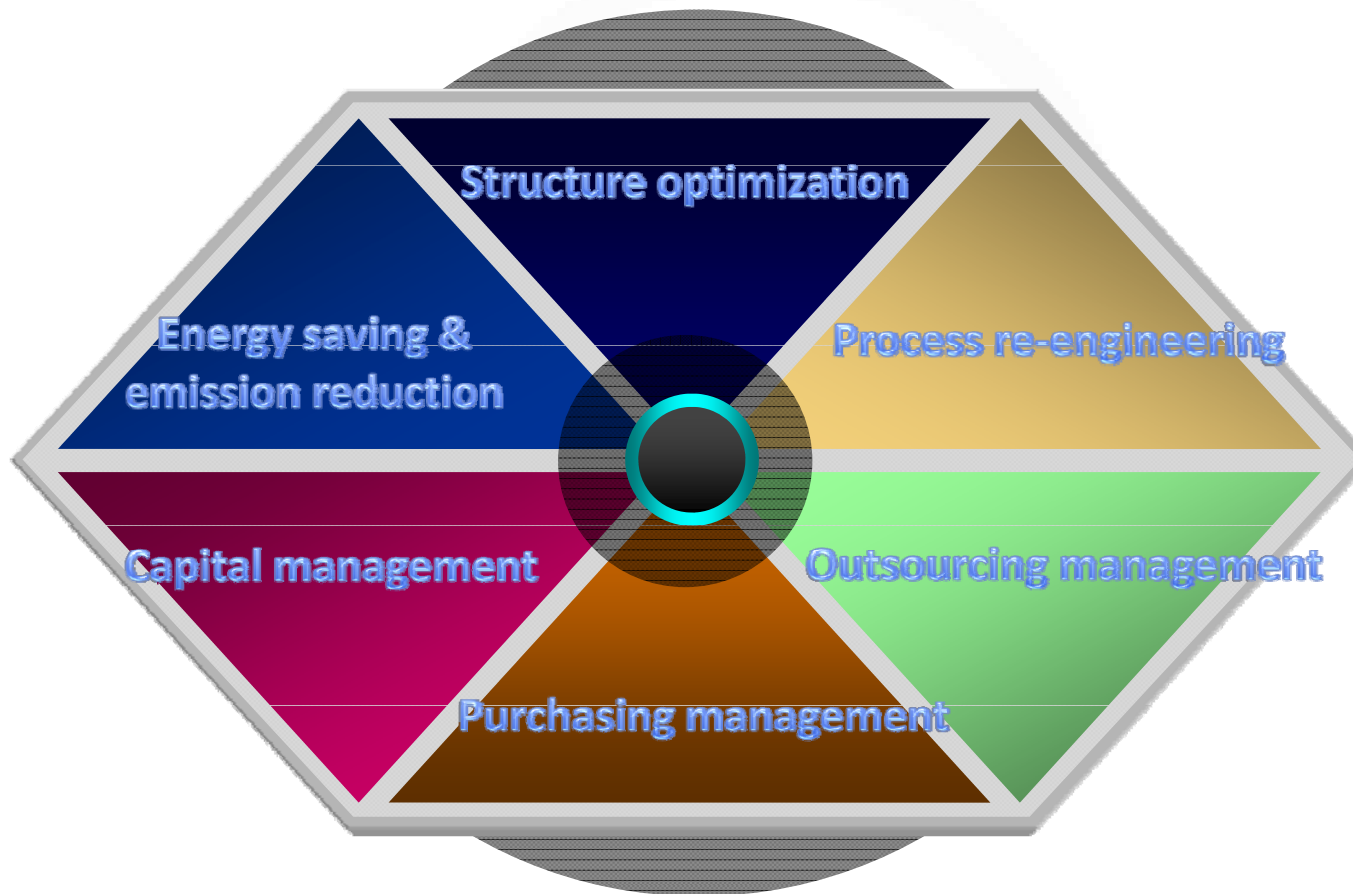 Structure optimization
Energy saving &
emission reduction
Process re-engineering
Capital management
Outsourcing management
Purchasing management